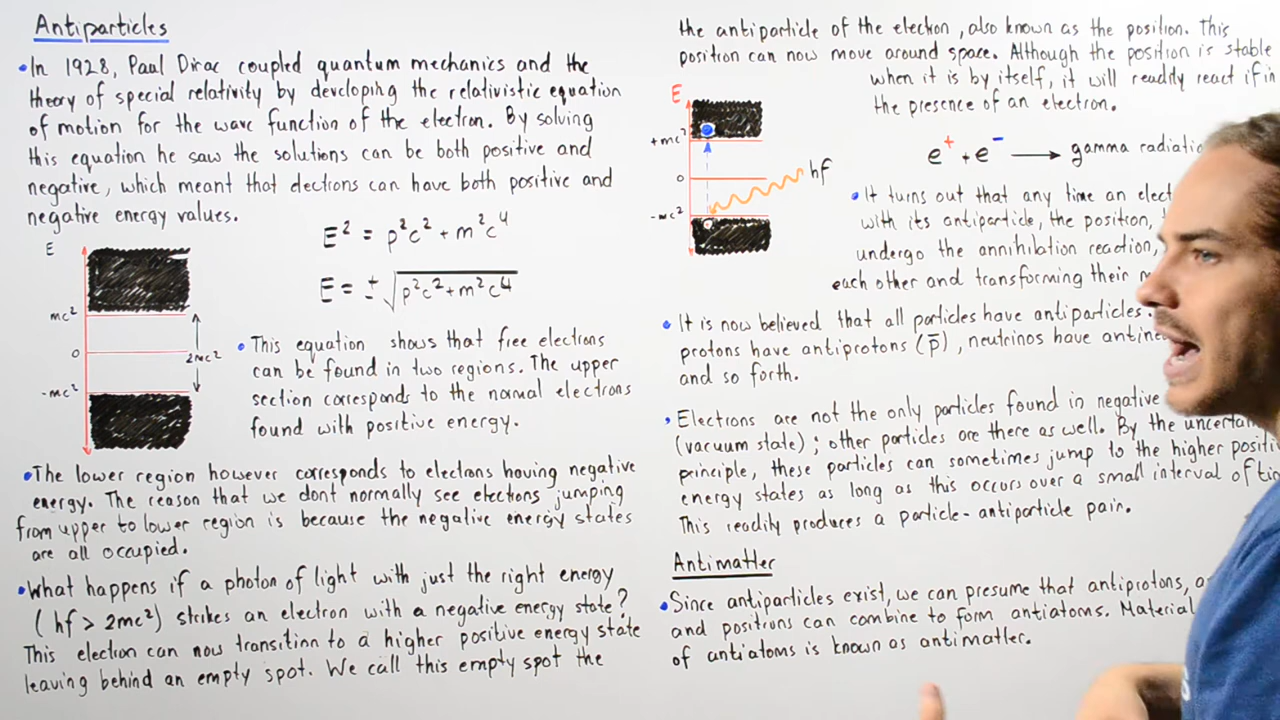 Antiparticles
• In 1928, Paul Dirac coupled quantum mechanics and the
theory of special relativity by developing the relativistic equation
of motion for the wave function of the electron. By solving
this equation he saw the solutions can be both positive and
negative, which meant that electrons can have both positive and
negative energy values.
E² = p²c² + m²c⁴
E = ± √p²c² + m²c⁴
E
mc²
0
-mc²
2mc²
• This equation shows that free electrons
can be found in two regions. The upper
section corresponds to the normal electrons
found with positive energy.
• The lower region however corresponds to electrons having negative
energy. The reason that we dont normally see electrons jumping
from upper to lower region is because the negative energy states
are all occupied.
• What happens if a photon of light with just the right energy
(hf > 2mc²) strikes an electron with a negative energy state?
This electron can now transition to a higher positive energy state
leaving behind an empty spot. We call this empty spot the
the antiparticle of the electron, also known as the positron. This
positron can now move around space. Although the positron is stable
when it is by itself, it will readily react if in
the presence of an electron.
E
+mc²
0
-mc²
hf
e⁺ + e⁻ ⟶ gamma radiatio
• It turns out that any time an elect
with its antiparticle, the positron,
undergo the annihilation reaction,
each other and transforming their
• It is now believed that all particles have antiparticles.
protons have antiprotons (p̄), neutrinos have antine
and so forth.
• Electrons are not the only particles found in negative
(vacuum state); other particles are there as well. By the uncerta
principle, these particles can sometimes jump to the higher positi
energy states as long as this occurs over a small interval of
This readily produces a particle-antiparticle pair.
Antimatter
• Since antiparticles exist, we can presume that antiprotons,
and positrons can combine to form antiatoms. Material
of antiatoms is known as antimatter.